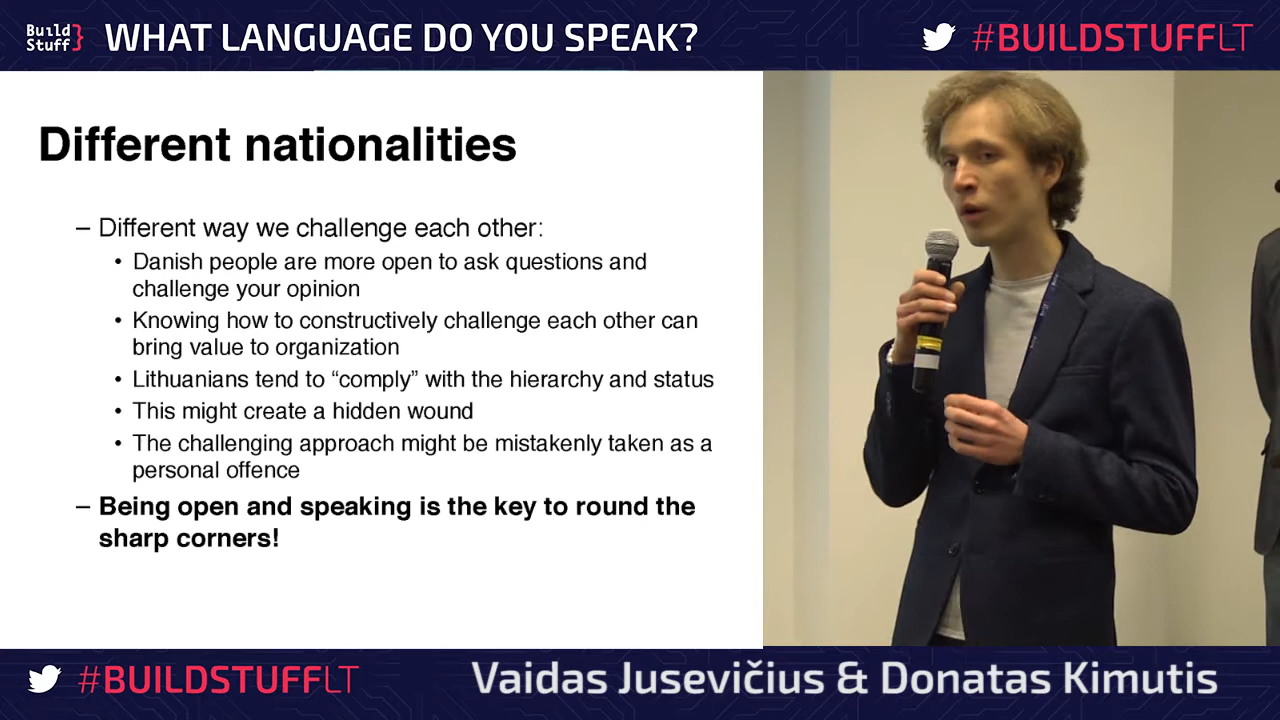 Build
Stuff}
WHAT LANGUAGE DO YOU SPEAK?
#BUILDSTUFFLT
Different nationalities
– Different way we challenge each other:
• Danish people are more open to ask questions and
challenge your opinion
• Knowing how to constructively challenge each other can
bring value to organization
• Lithuanians tend to “comply” with the hierarchy and status
• This might create a hidden wound
• The challenging approach might be mistakenly taken as a
personal offence
– Being open and speaking is the key to round the
sharp corners!
#BUILDSTUFFLT
Vaidas Jusevičius & Donatas Kimutis